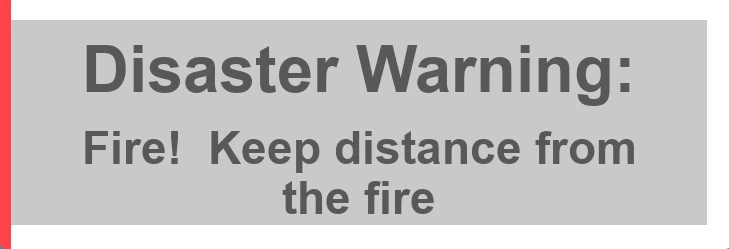 Disaster Warning:
Fire!  Keep distance from
the fire